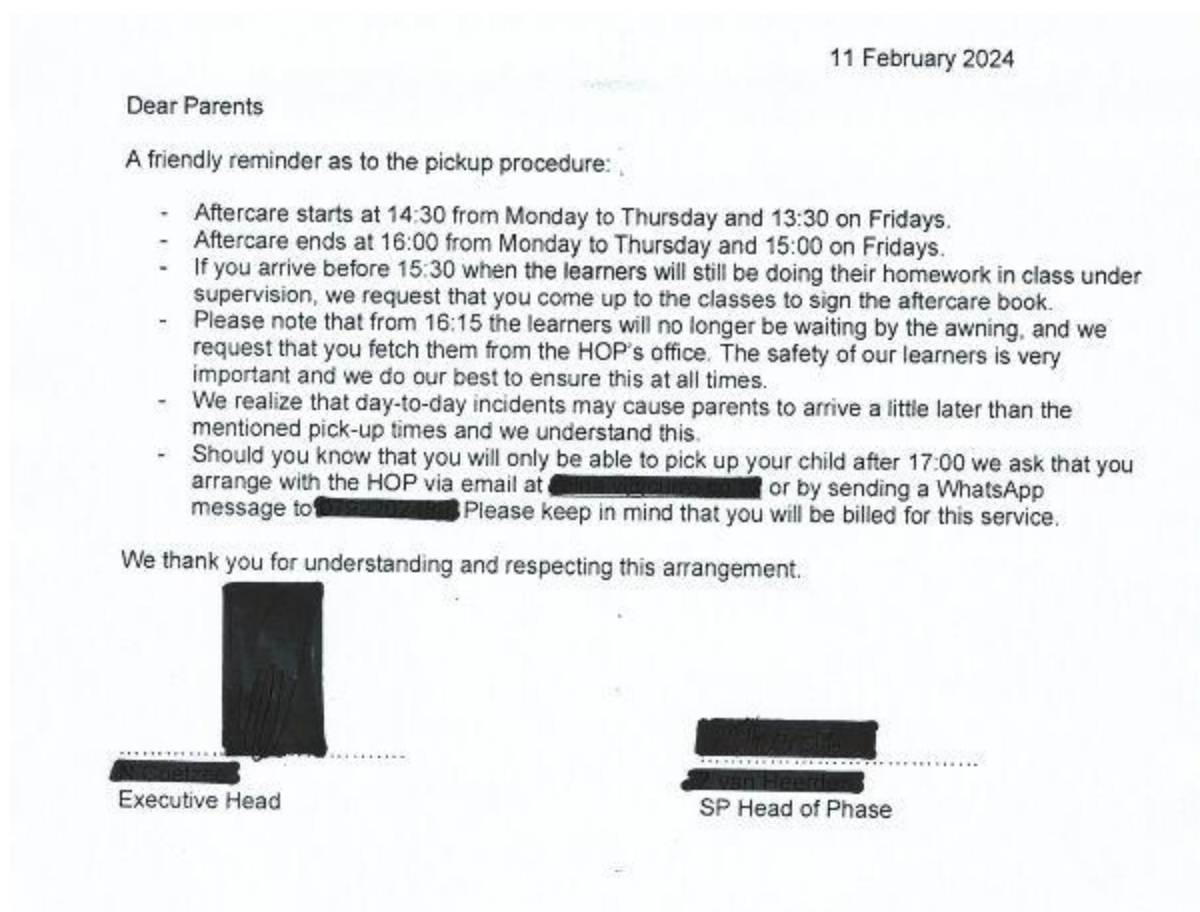 11 February 2024
Dear Parents
A friendly reminder as to the pickup procedure:
- Aftercare starts at 14:30 from Monday to Thursday and 13:30 on Fridays.
- Aftercare ends at 16:00 from Monday to Thursday and 15:00 on Fridays.
- If you arrive before 15:30 when the learners will still be doing their homework in class under
supervision, we request that you come up to the classes to sign the aftercare book.
- Please note that from 16:15 the learners will no longer be waiting by the awning, and we
request that you fetch them from the HOP's office. The safety of our learners is very
important and we do our best to ensure this at all times.
- We realize that day-to-day incidents may cause parents to arrive a little later than the
mentioned pick-up times and we understand this.
- Should you know that you will only be able to pick up your child after 17:00 we ask that you
arrange with the HOP via email at or by sending a WhatsApp
message to Please keep in mind that you will be billed for this service.
We thank you for understanding and respecting this arrangement.
Executive Head
SP Head of Phase